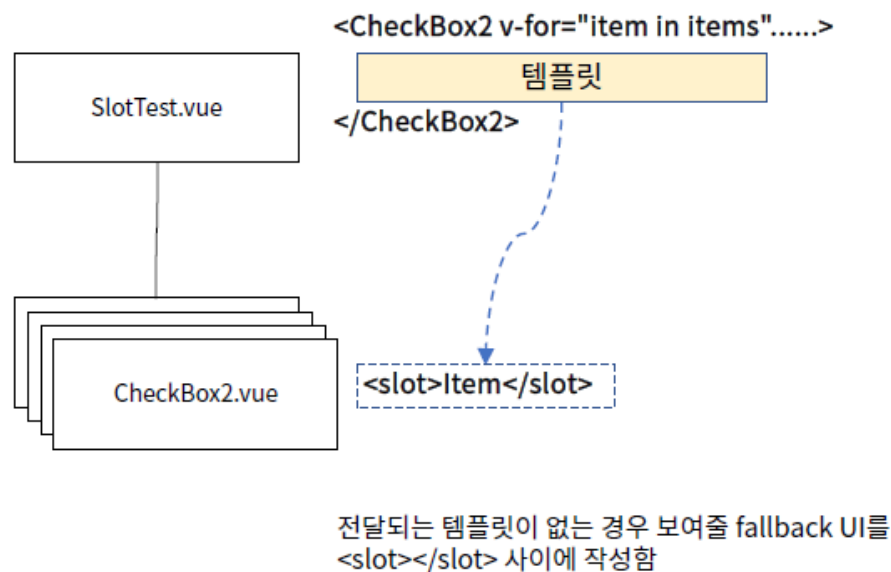 <CheckBox2 v-for="item in items"......>
템플릿
SlotTest.vue
</CheckBox2>
<slot>Item</slot>
CheckBox2.vue
전달되는 템플릿이 없는 경우 보여줄 fallback UI를
<slot></slot> 사이에 작성함